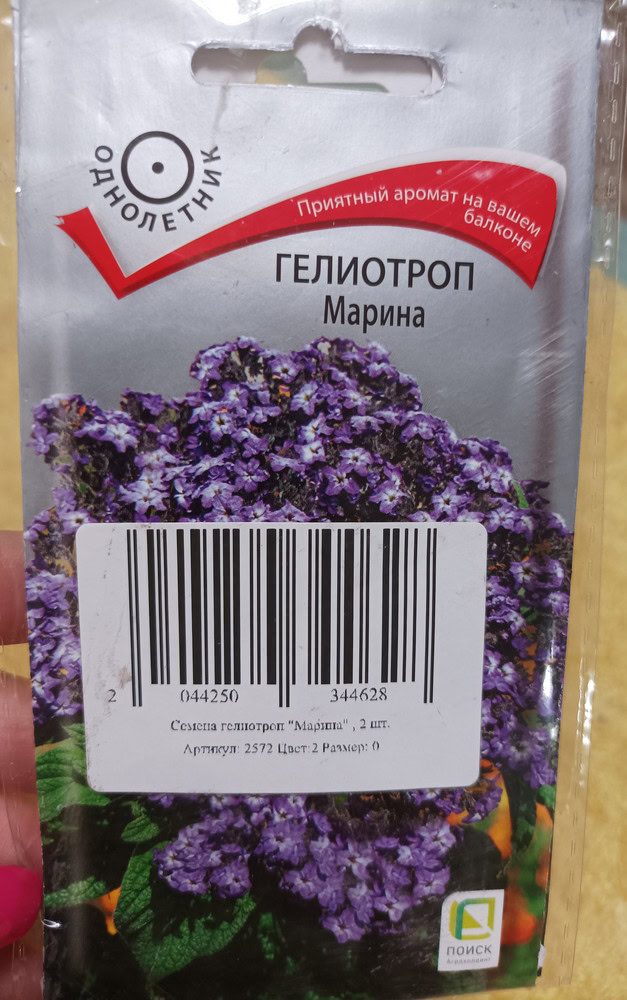 ОДНОЛЕТНИК
Приятный аромат на вашем
балконе
ГЕЛИОТРОП
Марина
2 044250 344628
Семена гелиотроп "Марина" , 2 шт.
Артикул: 2572 Цвет:2 Размер: 0
ПОИСК
Агрохолдинг